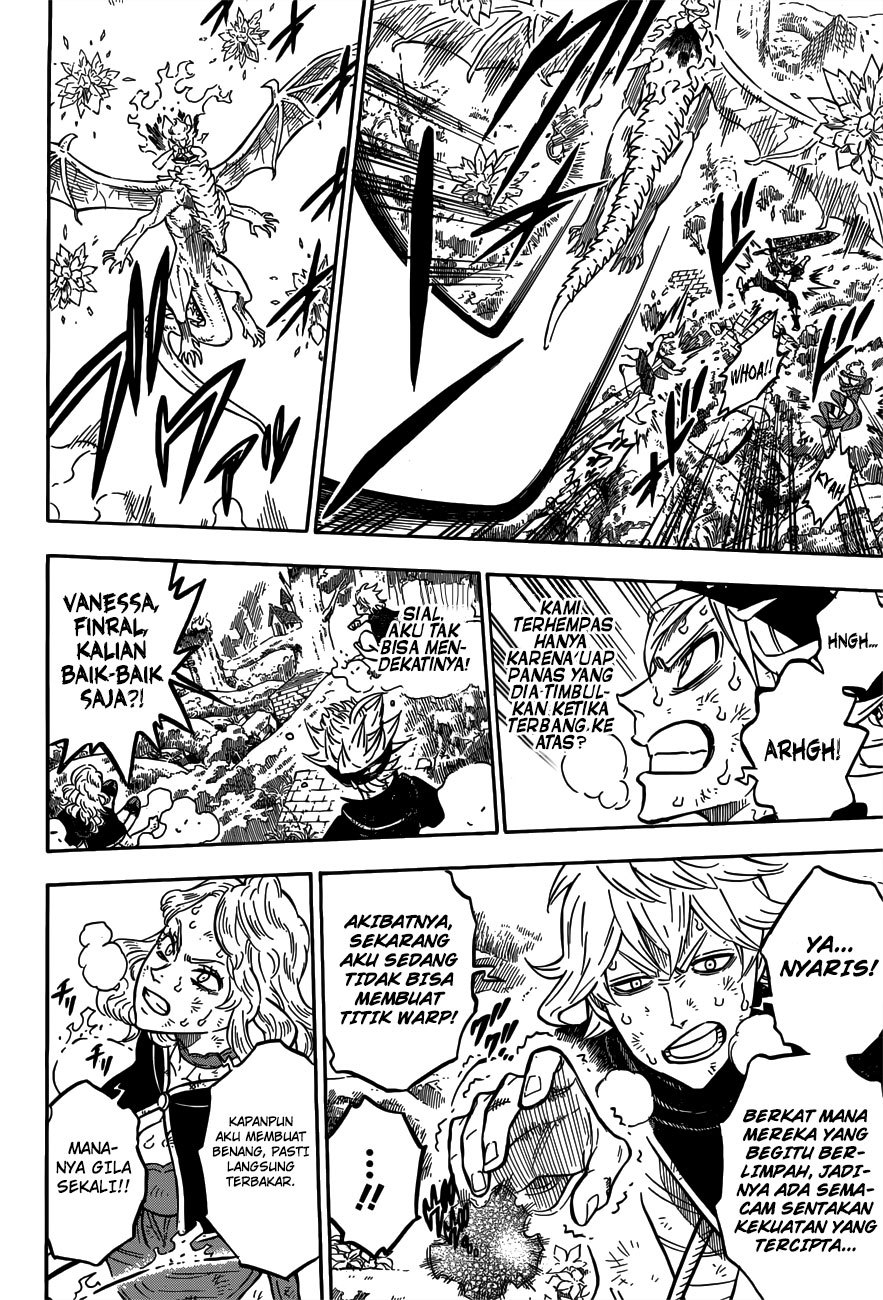 WHOA!!
KYAH
HNGH...
ARHGH!
KAMI
TERHEMPAS
HANYA
KARENA UAP
PANAS YANG
DIA TIMBUL-
KAN KETIKA
TERBANG KE
ATAS?
SIAL,
AKU TAK
BISA MEN-
DEKATINYA!
VANESSA,
FINRAL,
KALIAN
BAIK-BAIK
SAJA?!
YA...
NYARIS!
BERKAT MANA
MEREKA YANG
BEGITU BER-
LIMPAH, JADI-
NYA ADA SEMA-
CAM SENTAKAN
KEKUATAN YANG
TERCIPTA...
AKIBATNYA,
SEKARANG
AKU SEDANG
TIDAK BISA
MEMBUAT
TITIK WARP!
...!!
KAPANPUN
AKU MEMBUAT
BENANG, PASTI
LANGSUNG
TERBAKAR.
MANA-
NYA GILA
SEKALI!!